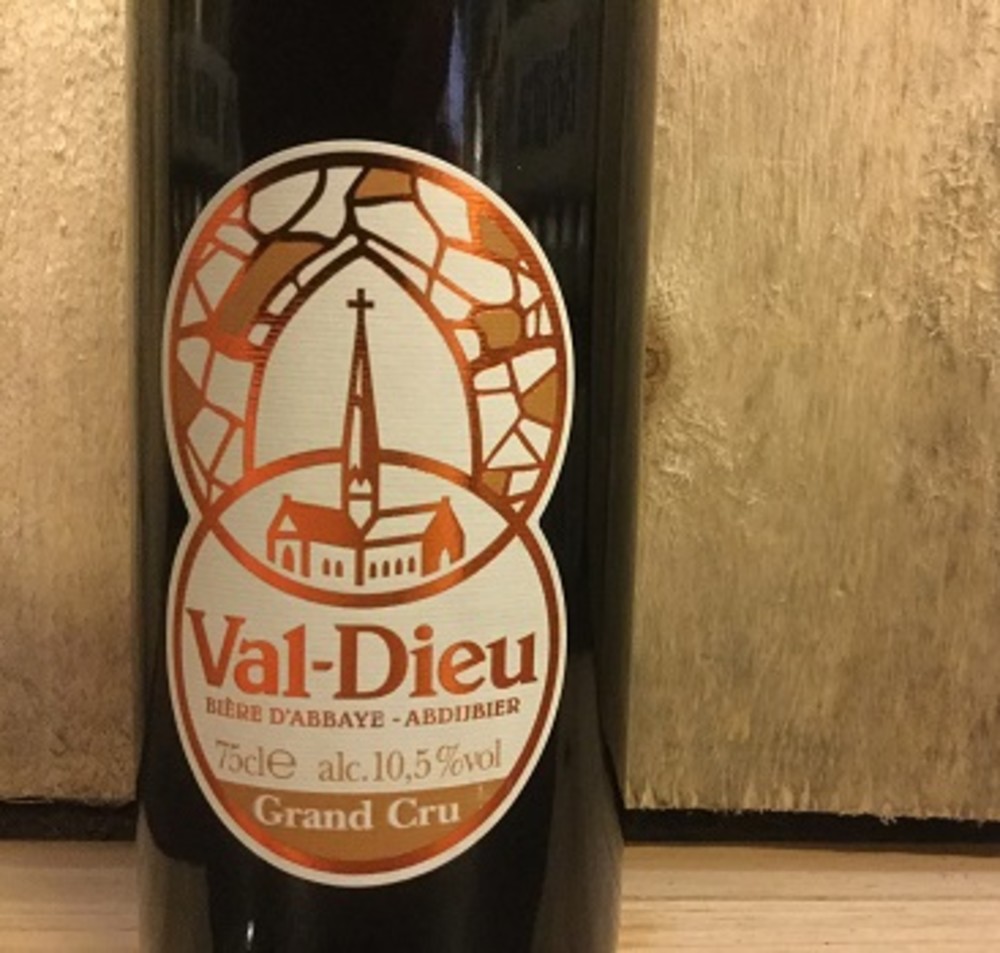 Val-Dieu
BIÈRE D'ABBAYE - ABDIJBIER
75cl℮ alc.10,5%vol
Grand Cru